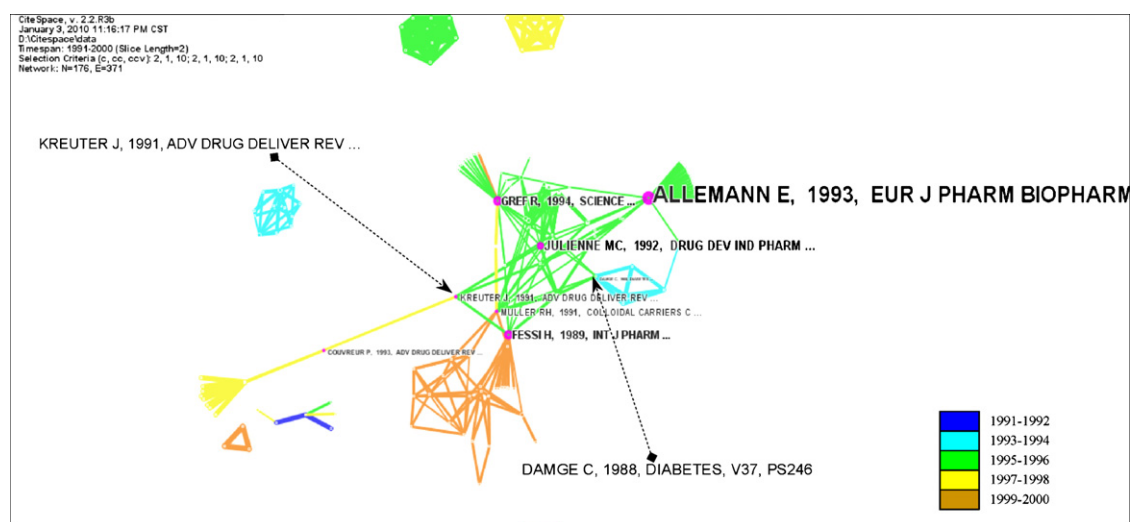 CiteSpace, v. 2.2.R3b
January 3, 2010 11:16:17 PM CST
D:\Citespace\data
Timespan: 1991-2000 (Slice Length=2)
Selection Criteria (c, cc, ccv): 2, 1, 10; 2, 1, 10; 2, 1, 10
Network: N=176, E=371
KREUTER J, 1991, ADV DRUG DELIVER REV ...
ALLEMANN E, 1993, EUR J PHARM BIOPHARM
GREF R, 1994, SCIENCE ...
JULIENNE MC, 1992, DRUG DEV IND PHARM ...
DAMGE C, 1988, DIABETES, ...
KREUTER J, 1991, ADV DRUG DELIVER REV ...
MULLER RH, 1991, COLLOIDAL CARRIERS C ...
FESSI H, 1989, INT J PHARM ...
COUVREUR P, 1993, ADV DRUG DELIVER REV ...
DAMGE C, 1988, DIABETES, V37, PS246
1991-1992
1993-1994
1995-1996
1997-1998
1999-2000